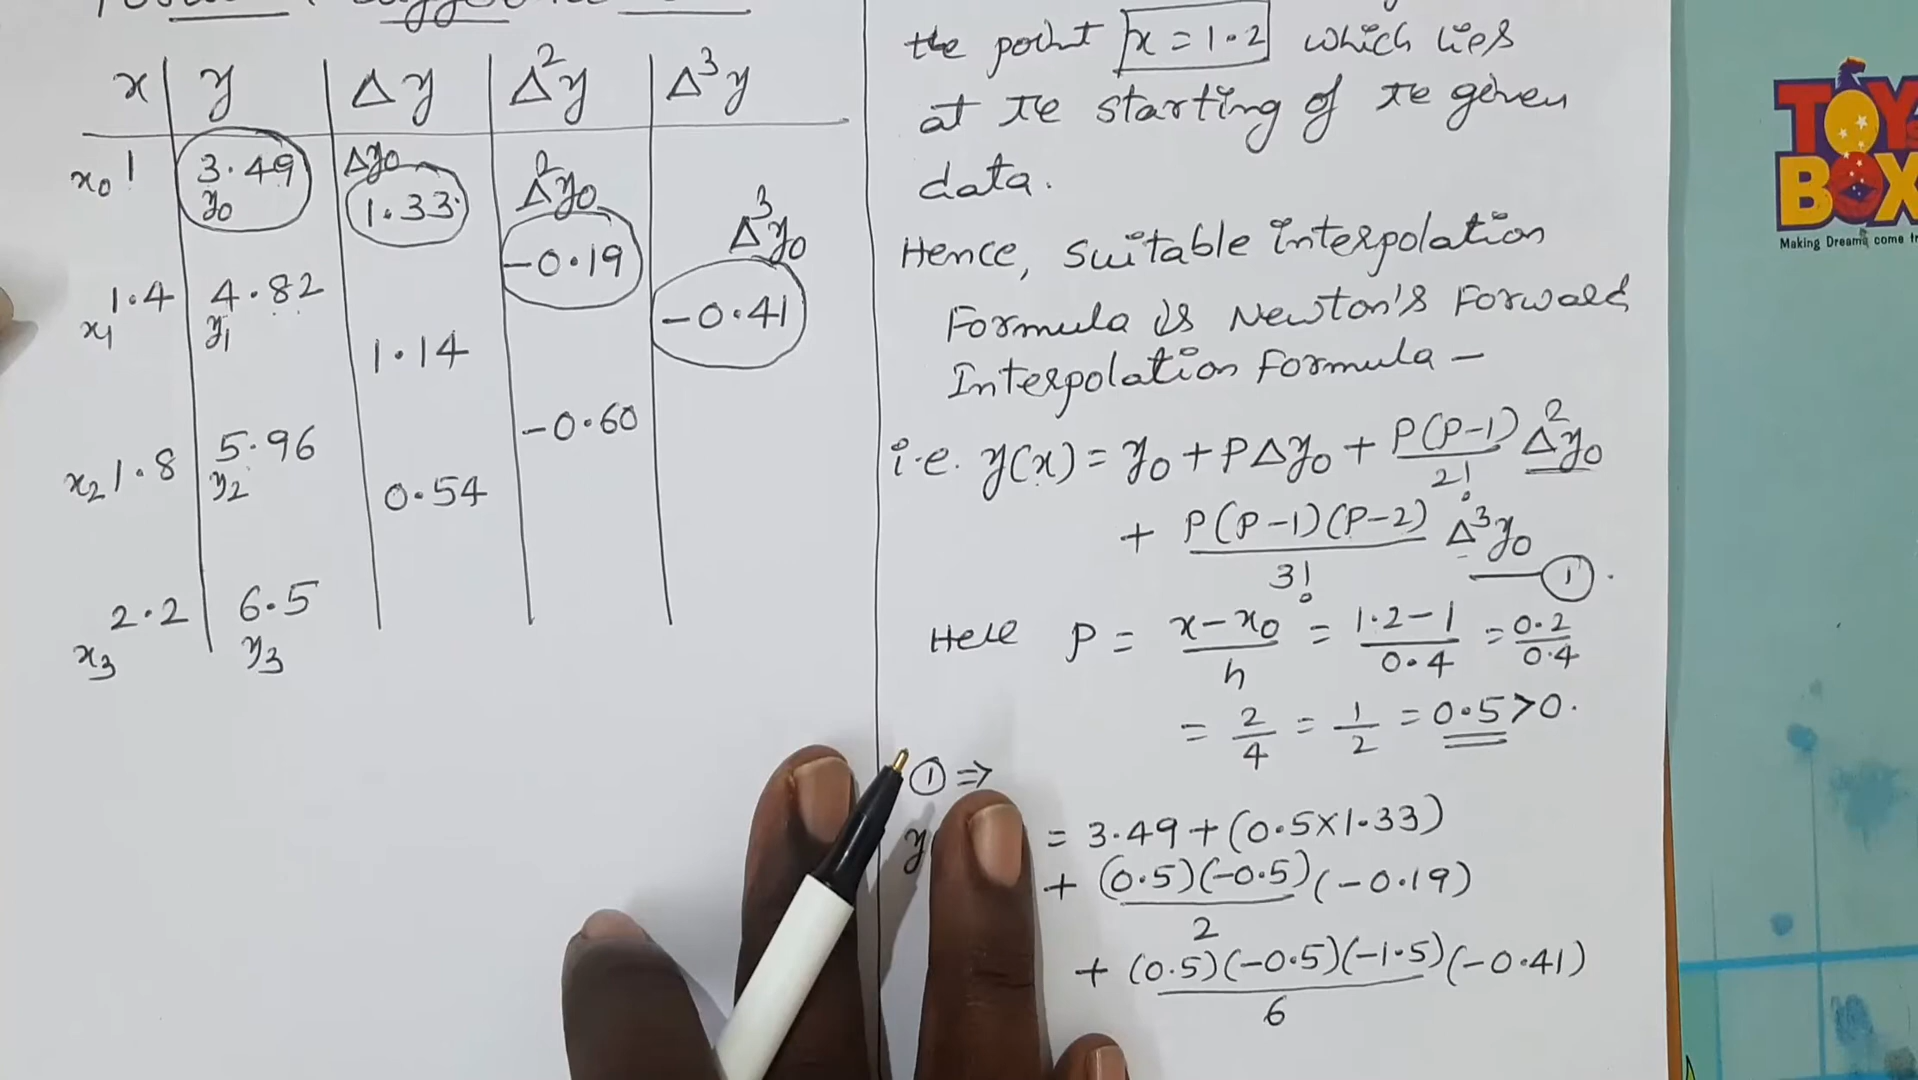 x y Δy Δ²y Δ³y
x₀ 1 3.49 y₀
Δy₀ 1.33
Δ²y₀ -0.19
Δ³y₀ -0.41
x₁ 1.4 4.82 y₁
1.14
-0.60
x₂ 1.8 5.96 y₂
0.54
x₃ 2.2 6.5 y₃
the point x = 1.2 which lies
at the starting of the given
data.
Hence, suitable interpolation
Formula is Newton's Forward
Interpolation Formula —
i.e. y(x) = y₀ + PΔy₀ + P(P-1)/2! Δ²y₀
+ P(P-1)(P-2)/3! Δ³y₀ — ①.
Here P = x-x₀/h = 1.2-1/0.4 = 0.2/0.4
= 2/4 = 1/2 = 0.5 > 0.
① ⇒
y = 3.49 + (0.5×1.33)
+ (0.5)(-0.5)/2 (-0.19)
+ (0.5)(-0.5)(-1.5)/6 (-0.41)
TOYS
BOX
Making Dreams come